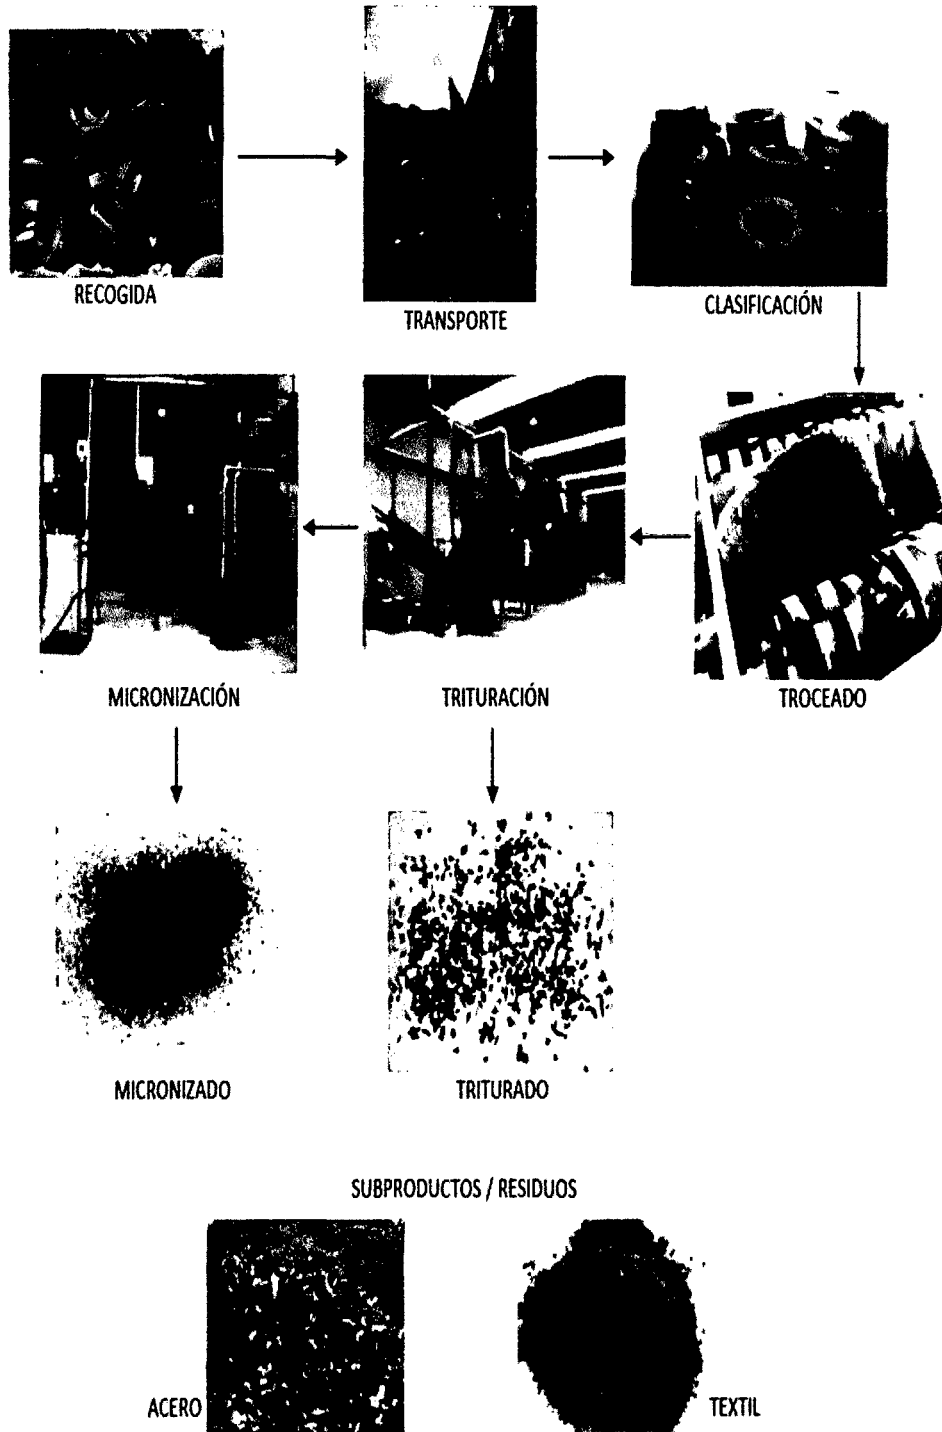 RECOGIDA
TRANSPORTE
CLASIFICACIÓN
MICRONIZACIÓN
TRITURACIÓN
TROCEADO
MICRONIZADO
TRITURADO
SUBPRODUCTOS / RESIDUOS
ACERO
TEXTIL